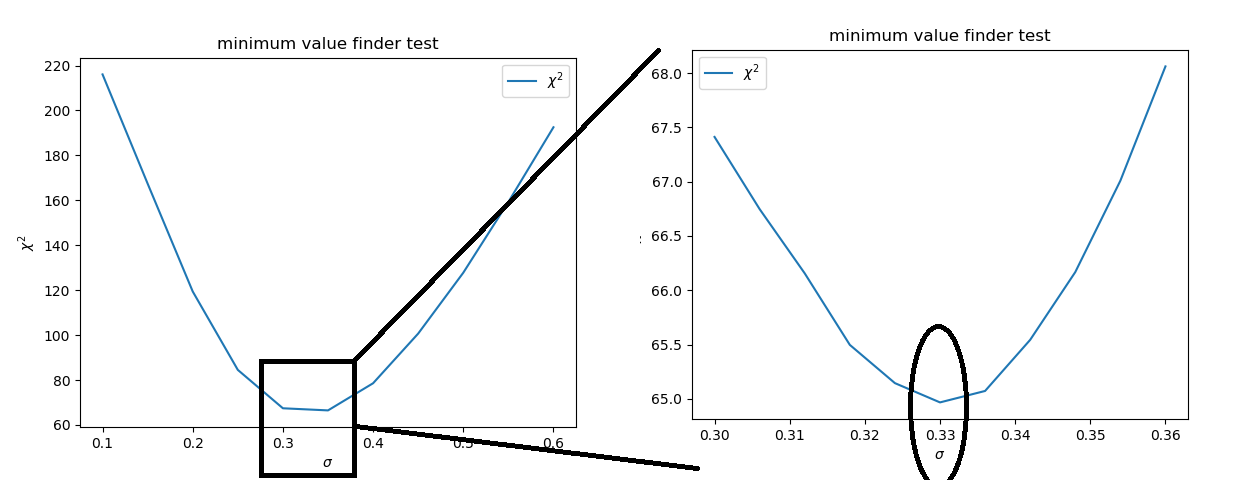 minimum value finder test
χ²
220
200
180
160
140
120
100
80
60
χ²
0.1 0.2 0.3 0.4 0.5 0.6
σ
minimum value finder test
χ²
68.0
67.5
67.0
66.5
66.0
65.5
65.0
0.30 0.31 0.32 0.33 0.34 0.35 0.36
σ